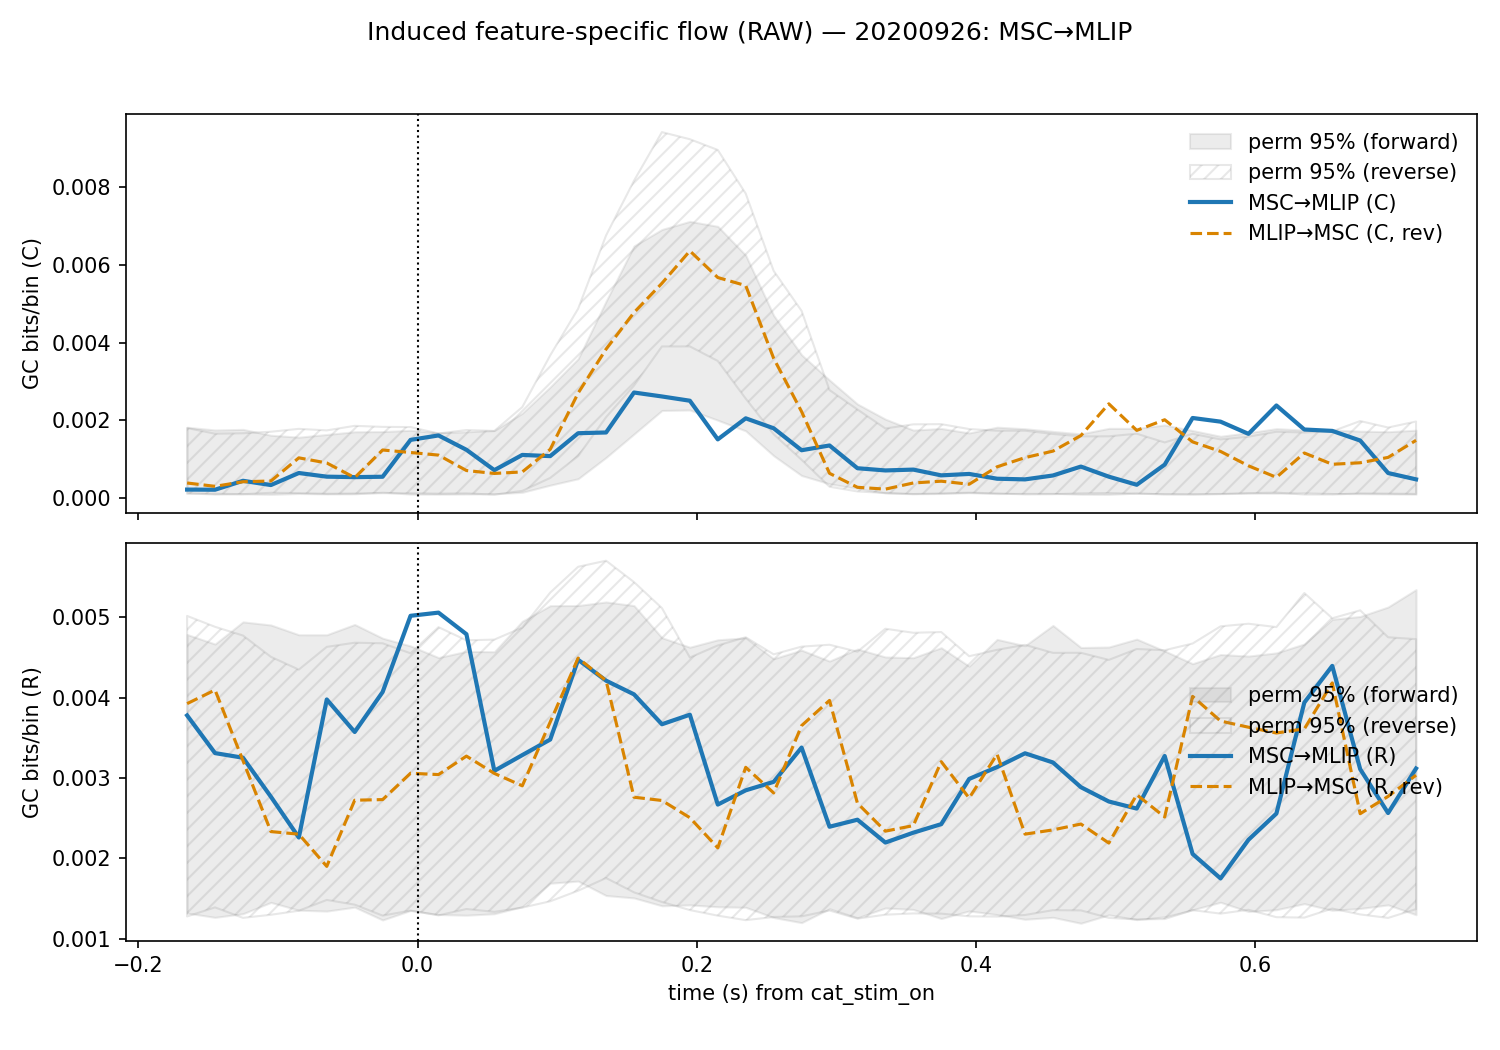 Induced feature-specific flow (RAW) — 20200926: MSC→MLIP
GC bits/bin (C)
0.008
0.006
0.004
0.002
0.000
perm 95% (forward)
perm 95% (reverse)
MSC→MLIP (C)
MLIP→MSC (C, rev)
GC bits/bin (R)
0.005
0.004
0.003
0.002
0.001
perm 95% (forward)
perm 95% (reverse)
MSC→MLIP (R)
MLIP→MSC (R, rev)
−0.2 0.0 0.2 0.4 0.6
time (s) from cat_stim_on